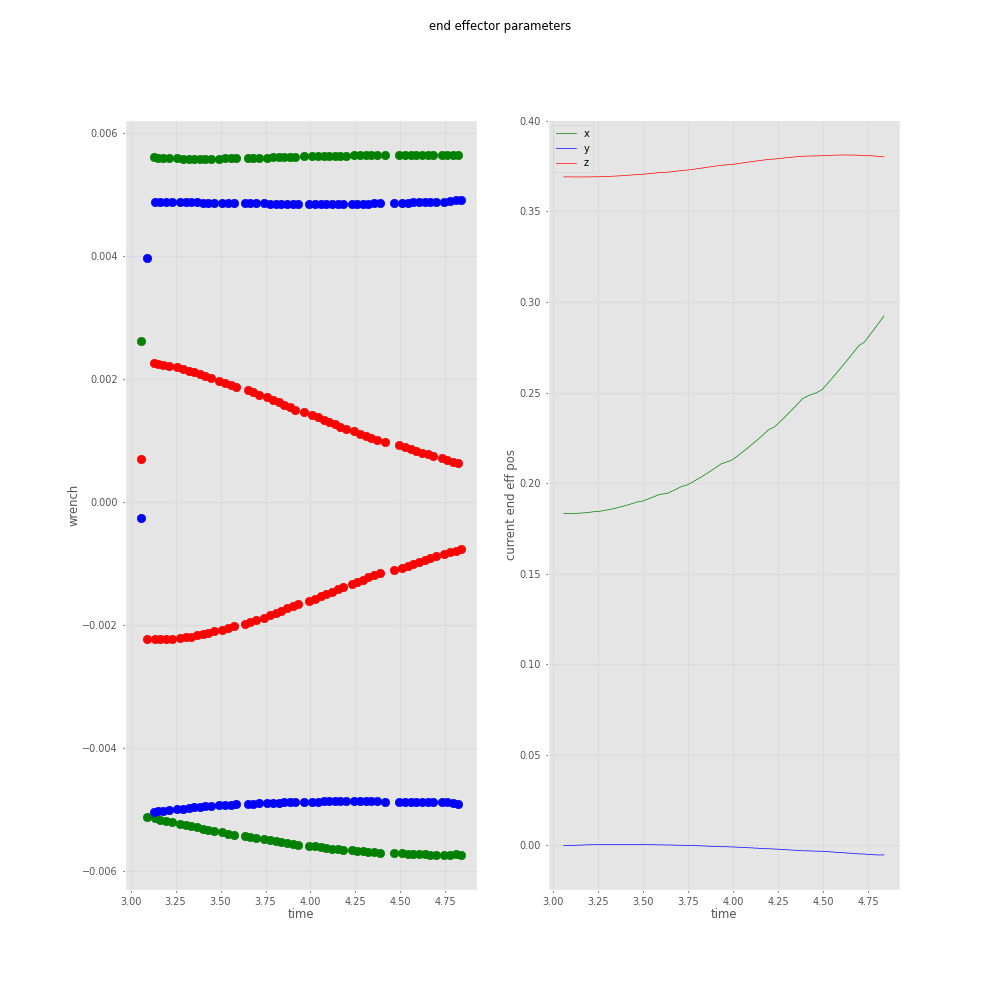 end effector parameters
0.006
0.004
0.002
0.000
−0.002
−0.004
−0.006
wrench
3.00 3.25 3.50 3.75 4.00 4.25 4.50 4.75
time
0.40
0.35
0.30
0.25
0.20
0.15
0.10
0.05
0.00
current end eff pos
x
y
z
3.00 3.25 3.50 3.75 4.00 4.25 4.50 4.75
time